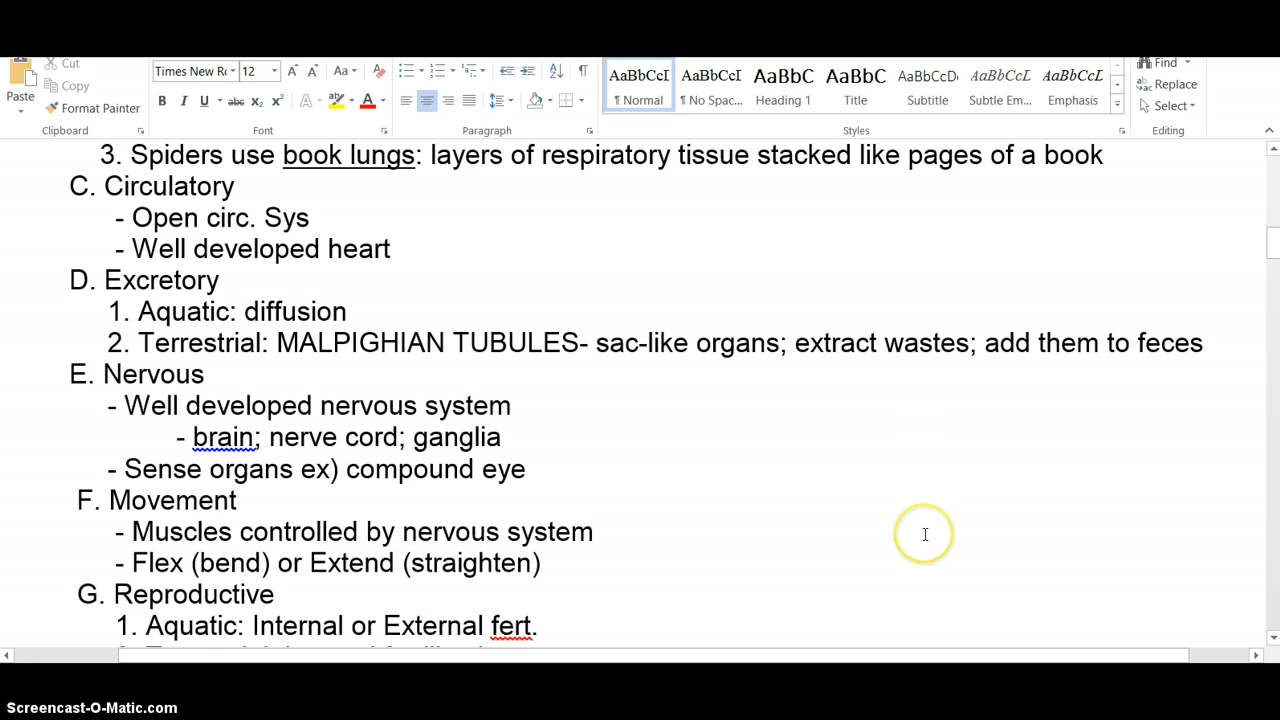 Cut
Copy
Paste
Format Painter
Clipboard
Times New Ro
12
Aa
A
B I U abc x₂ x²
A
ab
A
Font
Paragraph
AaBbCcI
¶ Normal
AaBbCcI
¶ No Spac...
AaBbC
Heading 1
AaBbC
Title
AaBbCcD
Subtitle
AaBbCcL
Subtle Em...
AaBbCcL
Emphasis
Styles
Find
Replace
Select
Editing
3. Spiders use book lungs: layers of respiratory tissue stacked like pages of a book
C. Circulatory
- Open circ. Sys
- Well developed heart
D. Excretory
1. Aquatic: diffusion
2. Terrestrial: MALPIGHIAN TUBULES- sac-like organs; extract wastes; add them to feces
E. Nervous
- Well developed nervous system
- brain; nerve cord; ganglia
- Sense organs ex) compound eye
F. Movement
- Muscles controlled by nervous system
- Flex (bend) or Extend (straighten)
G. Reproductive
1. Aquatic: Internal or External fert.
Screencast-O-Matic.com